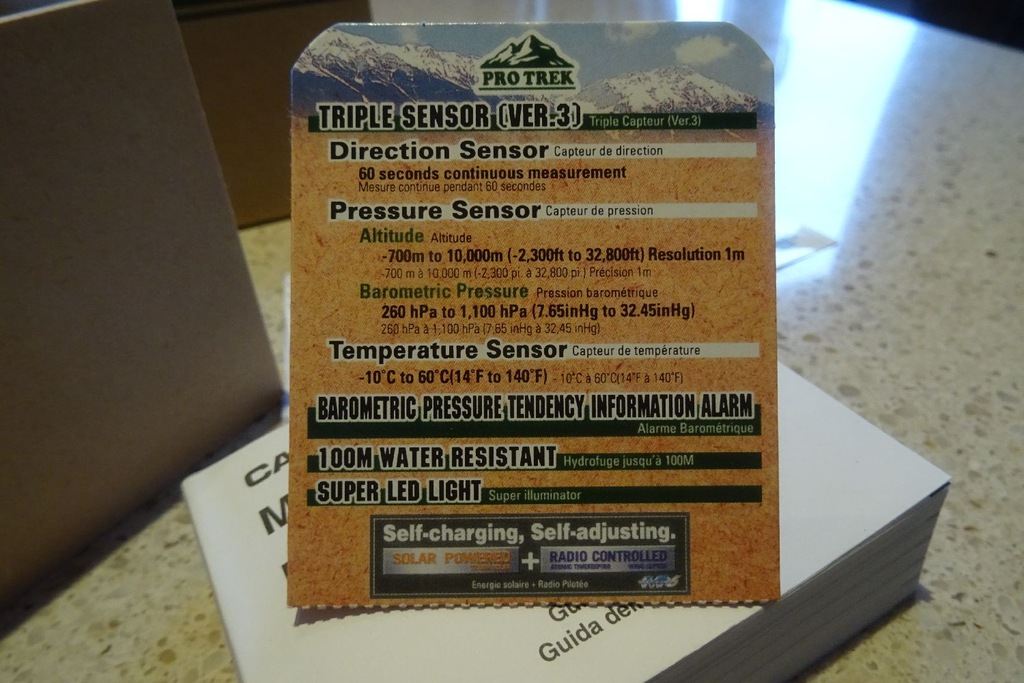 PRO TREK
TRIPLE SENSOR (VER.3) Triple Capteur (Ver.3)
Direction Sensor Capteur de direction
60 seconds continuous measurement
Mesure continue pendant 60 secondes
Pressure Sensor Capteur de pression
Altitude Altitude
-700m to 10,000m (-2,300ft to 32,800ft) Resolution 1m
-700 m à 10,000 m (-2,300 pi. à 32,800 pi.) Précision 1m
Barometric Pressure Pression barométrique
260 hPa to 1,100 hPa (7.65inHg to 32.45inHg)
260 hPa à 1,100 hPa (7,65 inHg à 32,45 inHg)
Temperature Sensor Capteur de température
-10°C to 60°C(14°F to 140°F) -10°C à 60°C(14°F à 140°F)
BAROMETRIC PRESSURE TENDENCY INFORMATION ALARM
Alarme Barométrique
100M WATER RESISTANT Hydrofuge jusqu'à 100M
SUPER LED LIGHT Super illuminator
Self-charging, Self-adjusting.
SOLAR POWERED + RADIO CONTROLLED
ATOMIC TIMEKEEPING
Energie solaire + Radio Pilotée
CA
M
Gu
Guida del